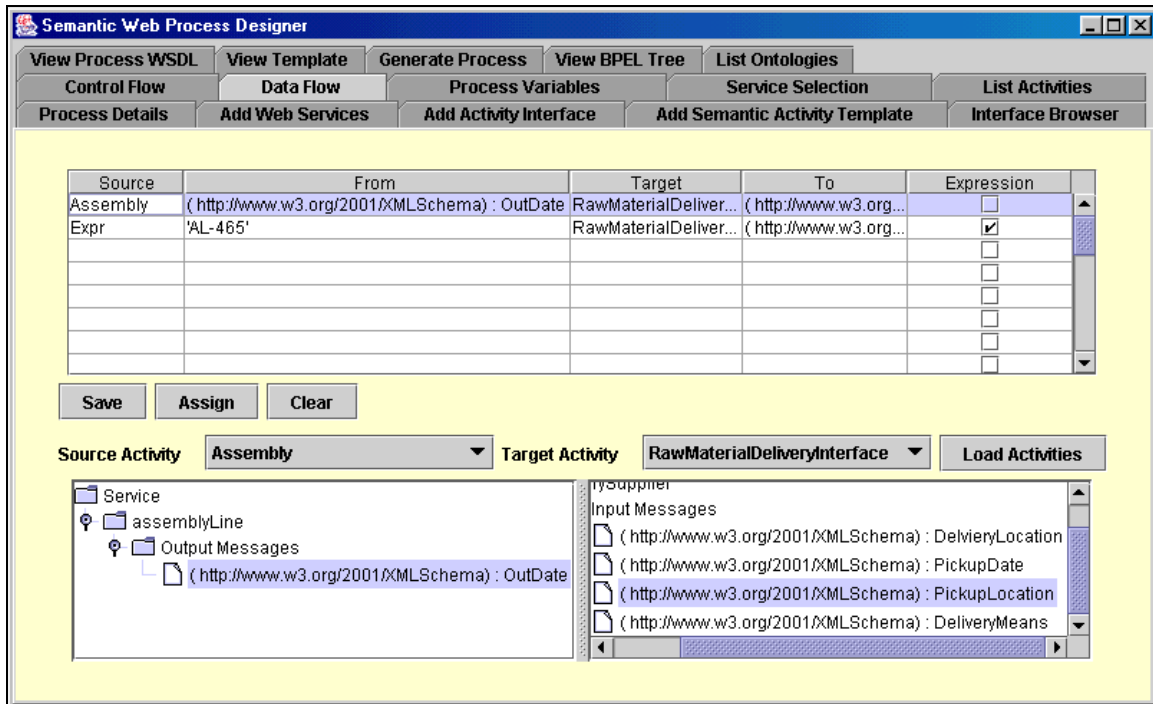 Semantic Web Process Designer
View Process WSDL View Template Generate Process View BPEL Tree List Ontologies
Control Flow Data Flow Process Variables Service Selection List Activities
Process Details Add Web Services Add Activity Interface Add Semantic Activity Template Interface Browser
Source From Target To Expression
Assembly ( http://www.w3.org/2001/XMLSchema) : OutDate RawMaterialDeliver... ( http://www.w3.org...
Expr 'AL-465' RawMaterialDeliver... ( http://www.w3.org...
Save Assign Clear
Source Activity Assembly Target Activity RawMaterialDeliveryInterface Load Activities
Service
assemblyLine
Output Messages
( http://www.w3.org/2001/XMLSchema) : OutDate
Input Messages
( http://www.w3.org/2001/XMLSchema) : DelvieryLocation
( http://www.w3.org/2001/XMLSchema) : PickupDate
( http://www.w3.org/2001/XMLSchema) : PickupLocation
( http://www.w3.org/2001/XMLSchema) : DeliveryMeans